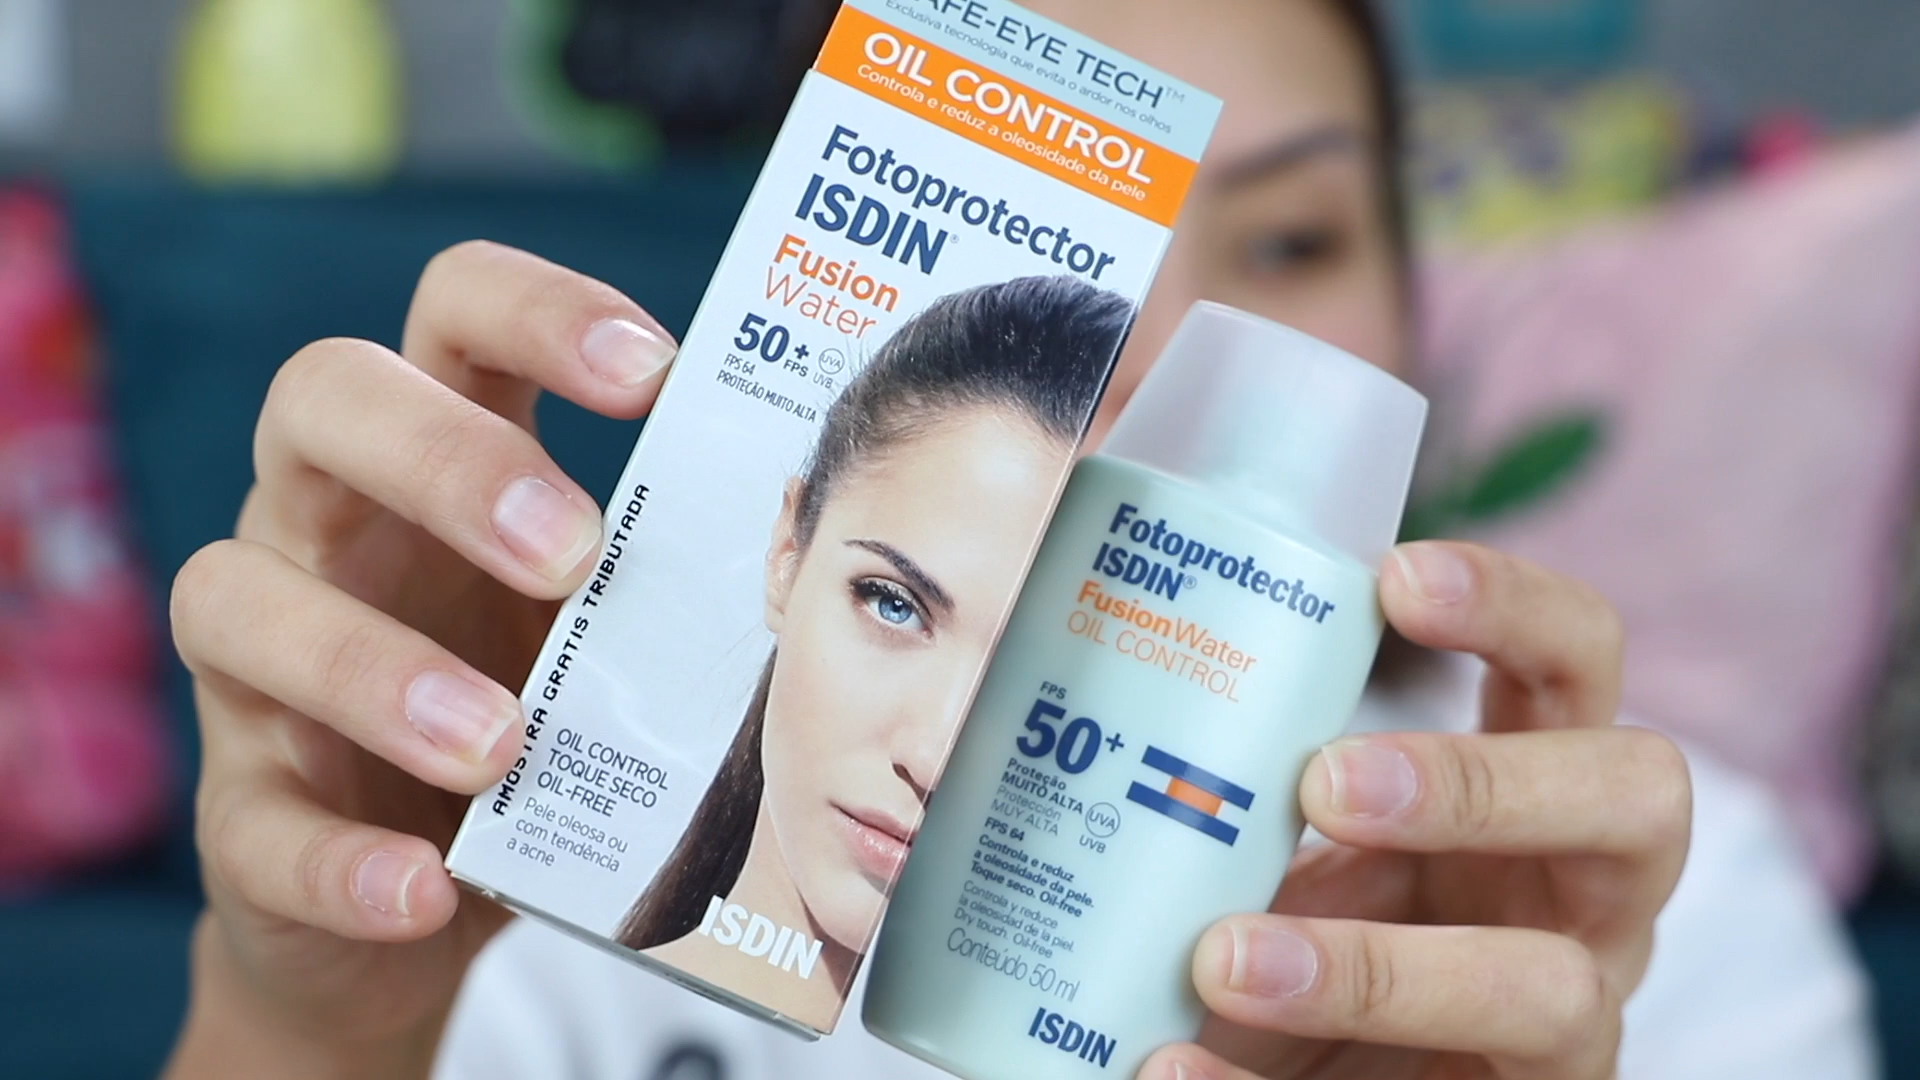 EYE TECH™
Exclusiva tecnologia que evita o ardor nos olhos
OIL CONTROL
Controla e reduz a oleosidade da pele
Fotoprotector
ISDIN®
Fusion
Water
50+
FPS
UVA
UVB
FPS 64
PROTEÇÃO MUITO ALTA
AMOSTRA GRATIS TRIBUTADA
OIL CONTROL
TOQUE SECO
OIL-FREE
Pele oleosa ou
com tendência
a acne
ISDIN
Fotoprotector
ISDIN®
FusionWater
OIL CONTROL
FPS
50+
Proteção
MUITO ALTA
Protección
MUY ALTA
UVA
UVB
FPS 64
Controla e reduz
a oleosidade da pele.
Toque seco. Oil-free
Controla y reduce
la oleosidad de la piel.
Dry touch. Oil-free
Conteúdo 50 ml
ISDIN